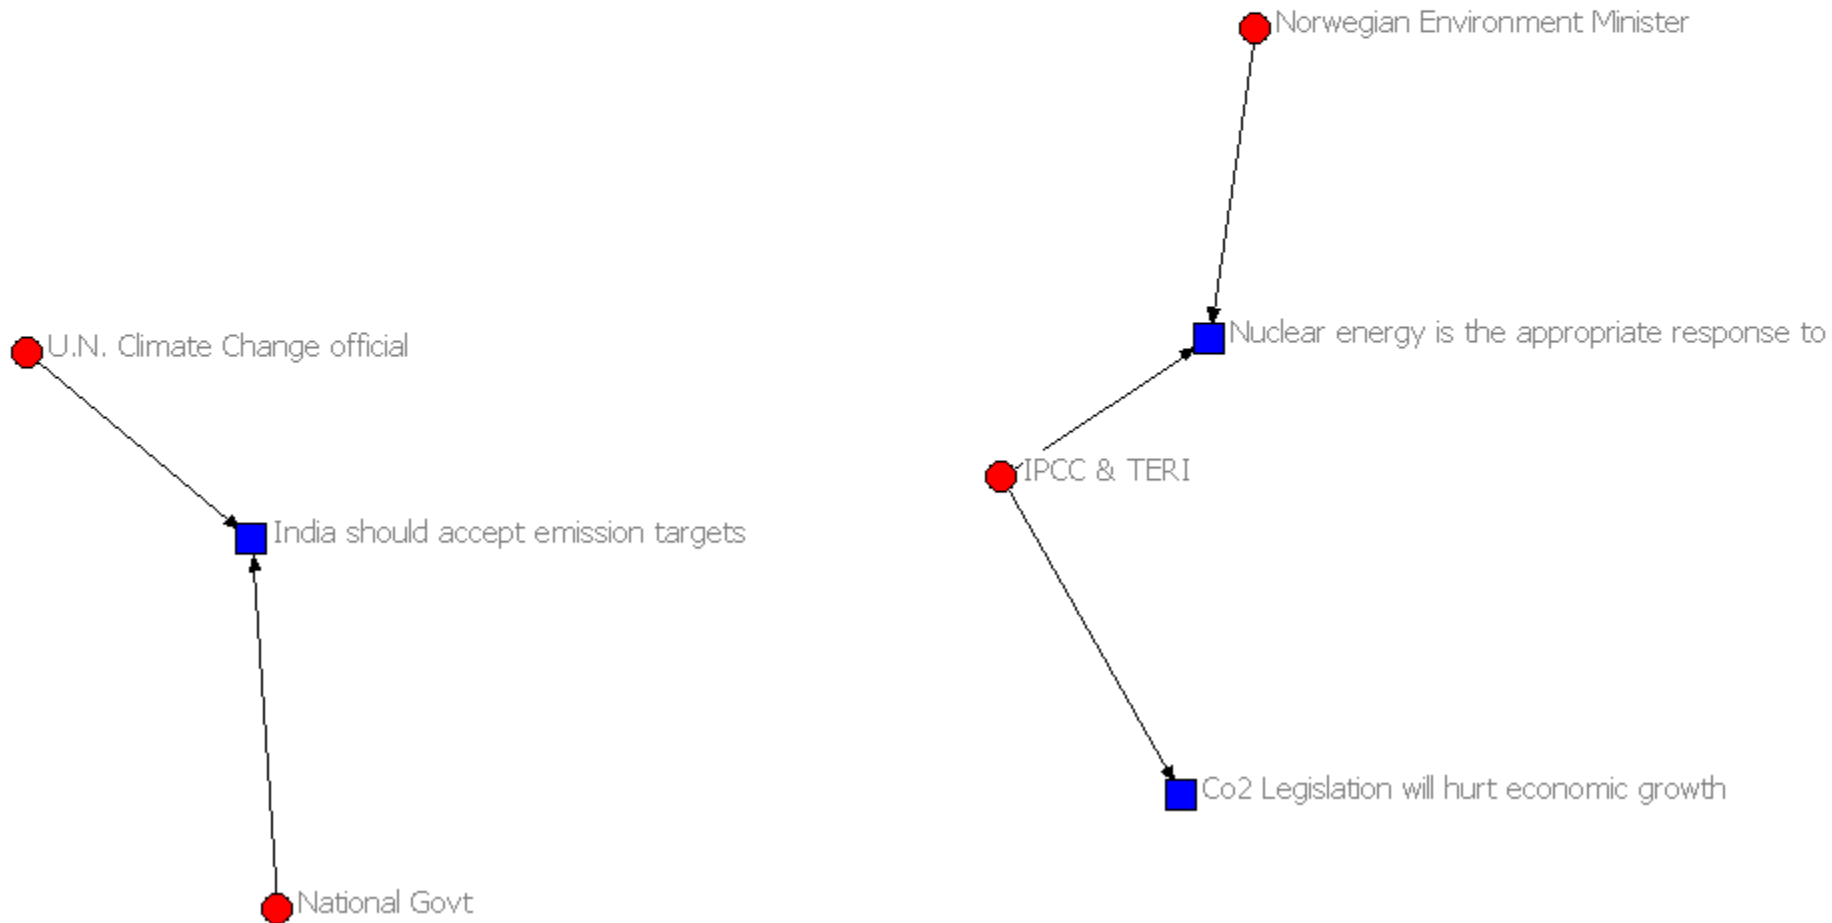 Norwegian Environment Minister
Nuclear energy is the appropriate response to
U.N. Climate Change official
IPCC & TERI
India should accept emission targets
Co2 Legislation will hurt economic growth
National Govt